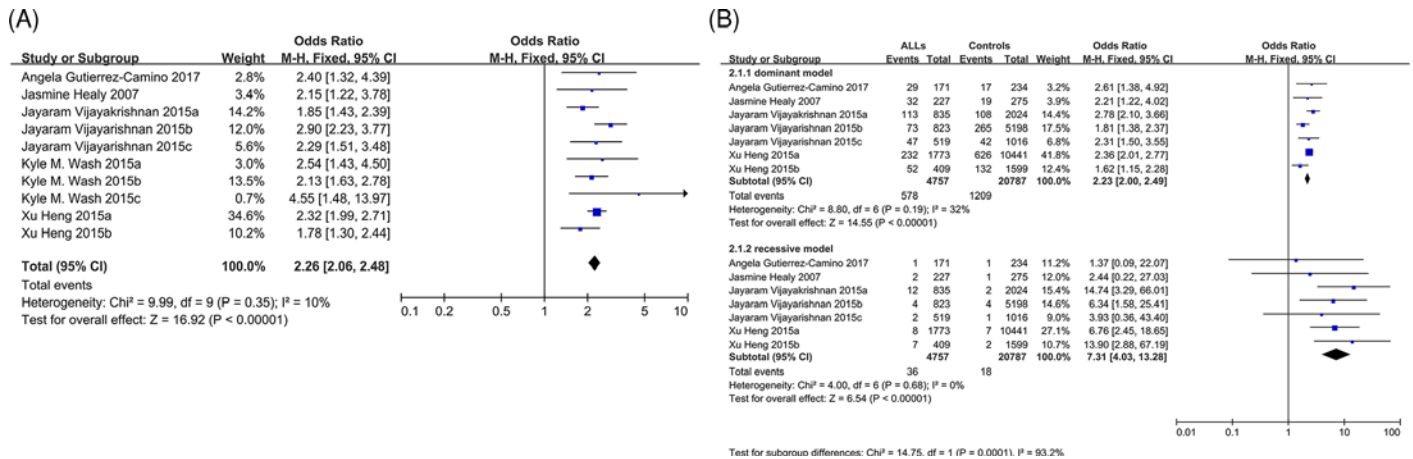 (A)
Odds Ratio Odds Ratio
Study or Subgroup Weight M-H, Fixed, 95% CI M-H, Fixed, 95% CI
Angela Gutierrez-Camino 2017 2.8% 2.40 [1.32, 4.39]
Jasmine Healy 2007 3.4% 2.15 [1.22, 3.78]
Jayaram Vijayakrishnan 2015a 14.2% 1.85 [1.43, 2.39]
Jayaram Vijayarishnan 2015b 12.0% 2.90 [2.23, 3.77]
Jayaram Vijayarishnan 2015c 5.6% 2.29 [1.51, 3.48]
Kyle M. Wash 2015a 3.0% 2.54 [1.43, 4.50]
Kyle M. Wash 2015b 13.5% 2.13 [1.63, 2.78]
Kyle M. Wash 2015c 0.7% 4.55 [1.48, 13.97]
Xu Heng 2015a 34.6% 2.32 [1.99, 2.71]
Xu Heng 2015b 10.2% 1.78 [1.30, 2.44]
Total (95% CI) 100.0% 2.26 [2.06, 2.48]
Total events
Heterogeneity: Chi² = 9.99, df = 9 (P = 0.35); I² = 10%
Test for overall effect: Z = 16.92 (P < 0.00001)
0.1 0.2 0.5 1 2 5 10
(B)
ALLs Controls Odds Ratio Odds Ratio
Study or Subgroup Events Total Events Total Weight M-H, Fixed, 95% CI M-H, Fixed, 95% CI
2.1.1 dominant model
Angela Gutierrez-Camino 2017 29 171 17 234 3.2% 2.61 [1.38, 4.92]
Jasmine Healy 2007 32 227 19 275 3.9% 2.21 [1.22, 4.02]
Jayaram Vijayakrishnan 2015a 113 835 108 2024 14.4% 2.78 [2.10, 3.66]
Jayaram Vijayarishnan 2015b 73 823 265 5198 17.5% 1.81 [1.38, 2.37]
Jayaram Vijayarishnan 2015c 47 519 42 1016 6.8% 2.31 [1.50, 3.55]
Xu Heng 2015a 232 1773 626 10441 41.8% 2.36 [2.01, 2.77]
Xu Heng 2015b 52 409 132 1599 12.4% 1.62 [1.15, 2.28]
Subtotal (95% CI) 4757 20787 100.0% 2.23 [2.00, 2.49]
Total events 578 1209
Heterogeneity: Chi² = 8.80, df = 6 (P = 0.19); I² = 32%
Test for overall effect: Z = 14.55 (P < 0.00001)
2.1.2 recessive model
Angela Gutierrez-Camino 2017 1 171 1 234 11.2% 1.37 [0.09, 22.07]
Jasmine Healy 2007 2 227 1 275 12.0% 2.44 [0.22, 27.03]
Jayaram Vijayakrishnan 2015a 12 835 2 2024 15.4% 14.74 [3.29, 66.01]
Jayaram Vijayarishnan 2015b 4 823 4 5198 14.6% 6.34 [1.58, 25.41]
Jayaram Vijayarishnan 2015c 2 519 1 1016 9.0% 3.93 [0.36, 43.40]
Xu Heng 2015a 8 1773 7 10441 27.1% 6.76 [2.45, 18.65]
Xu Heng 2015b 7 409 2 1599 10.7% 13.90 [2.88, 67.19]
Subtotal (95% CI) 4757 20787 100.0% 7.31 [4.03, 13.28]
Total events 36 18
Heterogeneity: Chi² = 4.00, df = 6 (P = 0.68); I² = 0%
Test for overall effect: Z = 6.54 (P < 0.00001)
0.01 0.1 1 10 100
Test for subgroup differences: Chi² = 14.75, df = 1 (P = 0.0001), I² = 93.2%